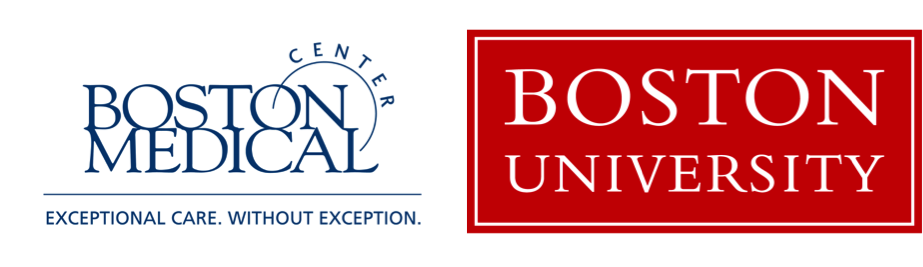 CENTER
BOSTON
MEDICAL
EXCEPTIONAL CARE. WITHOUT EXCEPTION.
BOSTON
UNIVERSITY